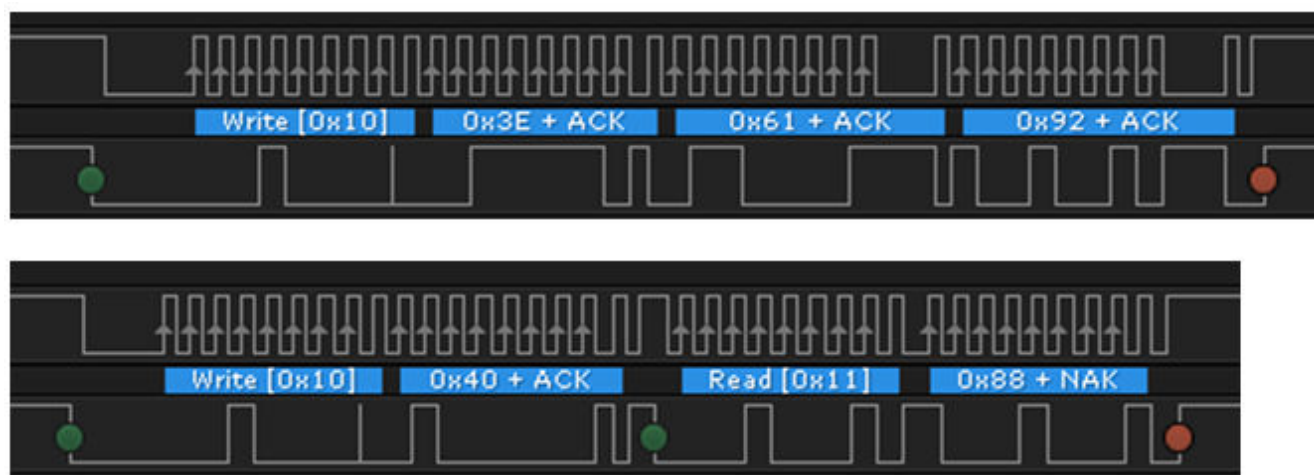 Write [0x10] 0x3E + ACK 0x61 + ACK 0x92 + ACK
Write [0x10] 0x40 + ACK Read [0x11] 0x88 + NAK